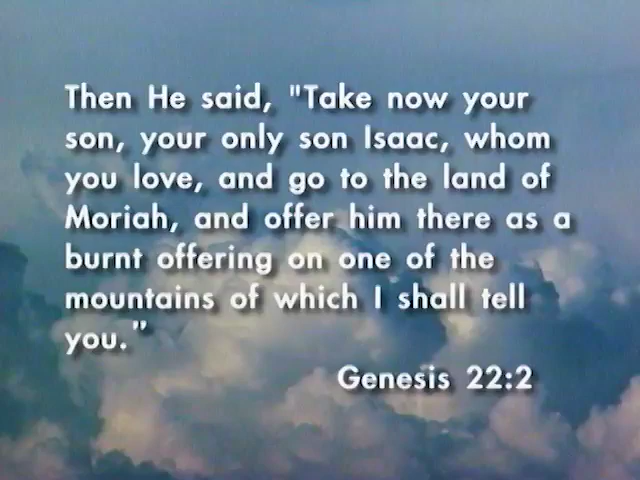 Then He said, "Take now your
son, your only son Isaac, whom
you love, and go to the land of
Moriah, and offer him there as a
burnt offering on one of the
mountains of which I shall tell
you."
Genesis 22:2